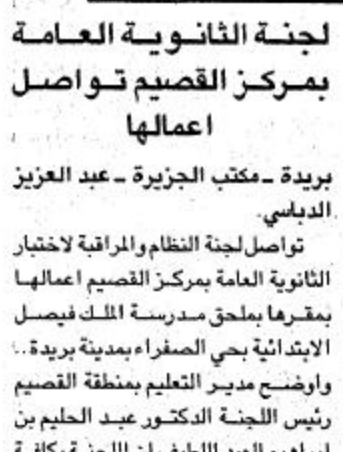 لجنة الثانوية العامة
بمركز القصيم تواصل
اعمالها
بريدة ـ مكتب الجزيرة ـ عبد العزيز
الدباسي.
تواصل لجنة النظام والمراقبة لاختبار
الثانوية العامة بمركز القصيم اعمالها
بمقرها بملحق مدرسة الملك فيصل
الابتدائية بحي الصفراء بمدينة بريدة..
واوضح مدير التعليم بمنطقة القصيم
رئيس اللجنة الدكتور عبد الحليم بن